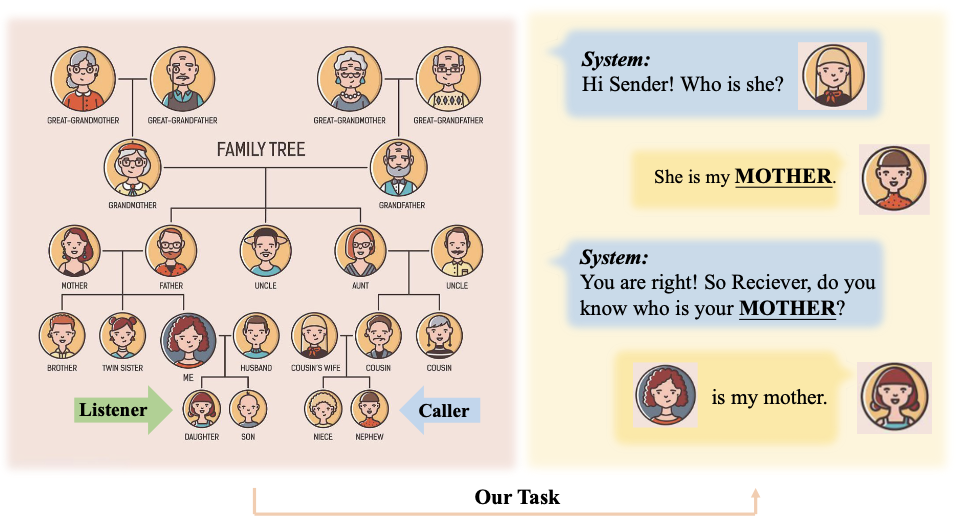 GREAT-GRANDMOTHER
GREAT-GRANDFATHER
GREAT-GRANDMOTHER
GREAT-GRANDFATHER
FAMILY TREE
GRANDMOTHER
GRANDFATHER
MOTHER
FATHER
UNCLE
AUNT
UNCLE
BROTHER
TWIN SISTER
ME
HUSBAND
COUSIN'S WIFE
COUSIN
COUSIN
Listener
Caller
DAUGHTER
SON
NIECE
NEPHEW
System:
Hi Sender! Who is she?
She is my MOTHER.
System:
You are right! So Reciever, do you
know who is your MOTHER?
is my mother.
Our Task